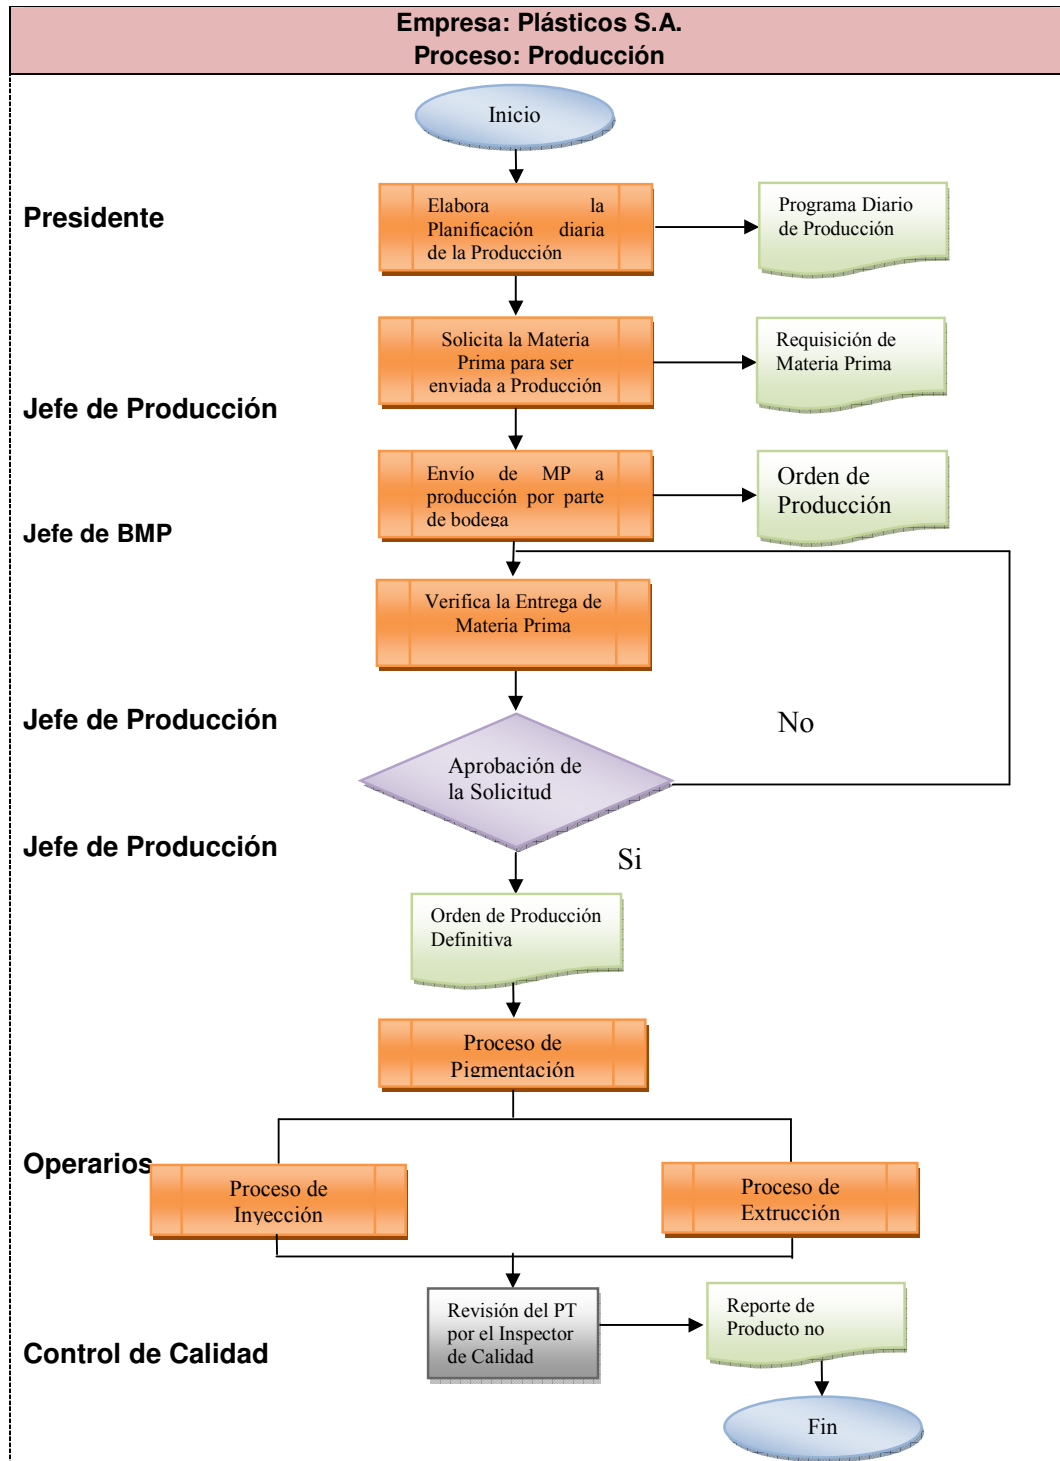 Empresa: Plásticos S.A.
Proceso: Producción
Inicio
Presidente
Elabora la
Planificación diaria
de la Producción
Programa Diario
de Producción
Solicita la Materia
Prima para ser
enviada a Producción
Requisición de
Materia Prima
Jefe de Producción
Envío de MP a
producción por parte
de bodega
Orden de
Producción
Jefe de BMP
Verifica la Entrega de
Materia Prima
Jefe de Producción
No
Aprobación de
la Solicitud
Jefe de Producción
Si
Orden de Producción
Definitiva
Proceso de
Pigmentación
Operarios
Proceso de
Inyección
Proceso de
Extrucción
Revisión del PT
por el Inspector
de Calidad
Reporte de
Producto no
Control de Calidad
Fin